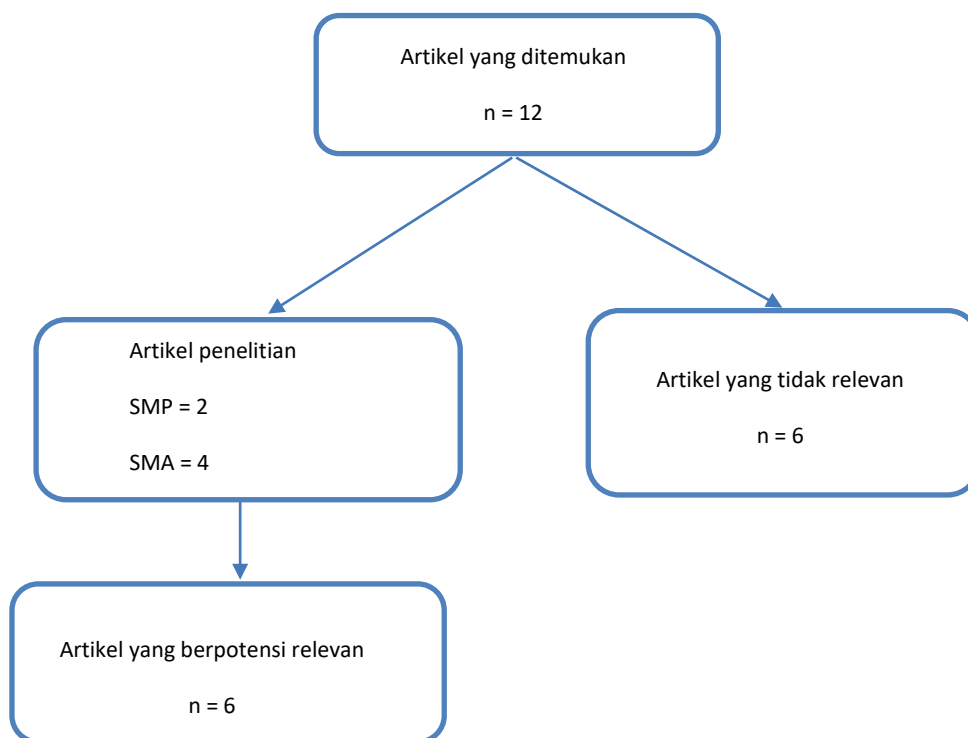 Artikel yang ditemukan
n = 12
Artikel penelitian
SMP = 2
SMA = 4
Artikel yang tidak relevan
n = 6
Artikel yang berpotensi relevan
n = 6